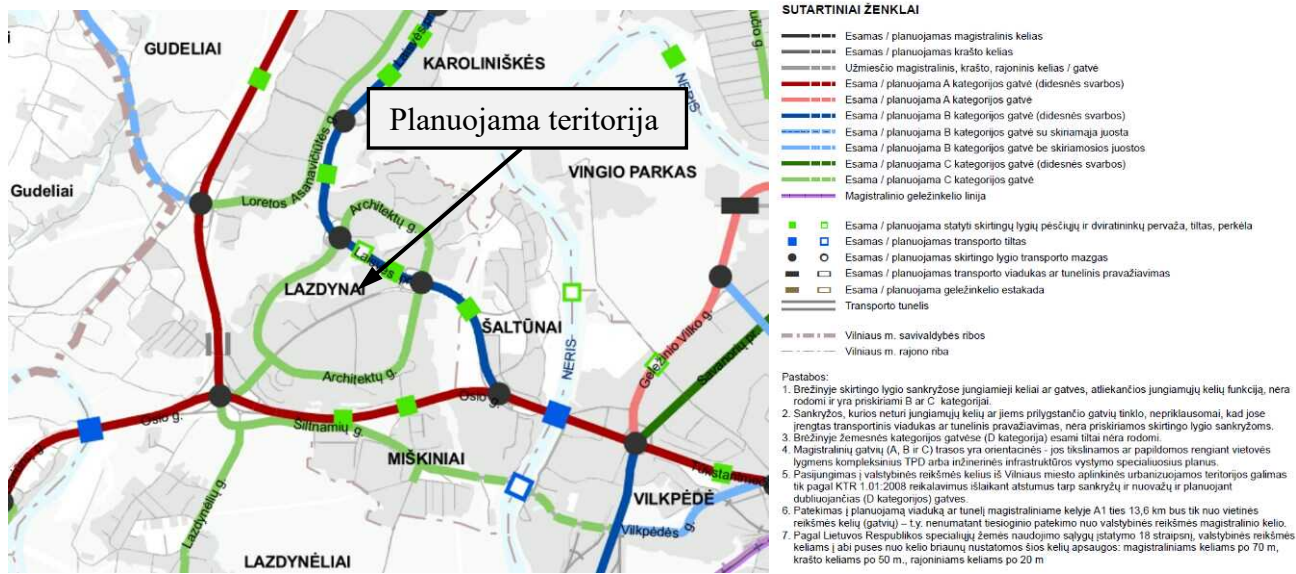 GUDELIAI
KAROLINIŠKĖS
Laisvės pr.
NERIS
Planuojama teritorija
VINGIO PARKAS
Gudeliai
Loretos Asanavičiūtės g.
Architektų g.
Laisvės pr.
LAZDYNAI
ŠALTŪNAI
NERIS
Geležinio Vilko g.
Savanorių pr.
Architektų g.
Oslo g.
Oslo g.
Šiltnamių g.
MIŠKINIAI
VILKPĖDĖ
Vilkpėdės g.
Lazdynėlių g.
LAZDYNĖLIAI
SUTARTINIAI ŽENKLAI
Esamas / planuojamas magistralinis kelias
Esamas / planuojamas krašto kelias
Užmiesčio magistralinis, krašto, rajoninis kelias / gatvė
Esama / planuojama A kategorijos gatvė (didesnės svarbos)
Esama / planuojama A kategorijos gatvė
Esama / planuojama B kategorijos gatvė (didesnės svarbos)
Esama / planuojama B kategorijos gatvė su skiriamąja juosta
Esama / planuojama B kategorijos gatvė be skiriamosios juostos
Esama / planuojama C kategorijos gatvė (didesnės svarbos)
Esama / planuojama C kategorijos gatvė
Magistralinio geležinkelio linija
Esama / planuojama statyti skirtingų lygių pėsčiųjų ir dviratininkų pervaža, tiltas, perkėla
Esamas / planuojamas transporto tiltas
Esamas / planuojamas skirtingo lygio transporto mazgas
Esamas / planuojamas transporto viadukas ar tunelinis pravažiavimas
Esama / planuojama geležinkelio estakada
Transporto tunelis
Vilniaus m. savivaldybės ribos
Vilniaus m. rajono riba
Pastabos:
1. Brėžinyje skirtingo lygio sankryžose jungiamieji keliai ar gatvės, atliekančios jungiamųjų kelių funkciją, nėra
rodomi ir yra priskiriami B ar C kategorijai.
2. Sankryžos, kurios neturi jungiamųjų kelių ar jiems prilygstančio gatvių tinklo, nepriklausomai, kad jose
įrengtas transportinis viadukas ar tunelinis pravažiavimas, nėra priskiriamos skirtingo lygio sankryžoms.
3. Brėžinyje žemesnės kategorijos gatvėse (D kategorija) esami tiltai nėra rodomi.
4. Magistralinių gatvių (A, B ir C) trasos yra orientacinės - jos tikslinamos ar papildomos rengiant vietovės
lygmens kompleksinius TPD arba inžinerinės infrastruktūros vystymo specialiuosius planus.
5. Pasijungimas į valstybinės reikšmės kelius iš Vilniaus miesto aplinkinės urbanizuojamos teritorijos galimas
tik pagal KTR 1.01:2008 reikalavimus išlaikant atstumus tarp sankryžų ir nuovažų ir planuojant
dubliuojančias (D kategorijos) gatves.
6. Patekimas į planuojamą viaduką ar tunelį magistraliniame kelyje A1 ties 13,6 km bus tik nuo vietinės
reikšmės kelių (gatvių) – t.y. nenumatant tiesioginio patekimo nuo valstybinės reikšmės magistralinio kelio.
7. Pagal Lietuvos Respublikos specialiųjų žemės naudojimo sąlygų įstatymo 18 straipsnį, valstybinės reikšmės
keliams į abi puses nuo kelio briaunų nustatomos šios kelių apsaugos: magistraliniams keliams po 70 m,
krašto keliams po 50 m., rajoniniams keliams po 20 m